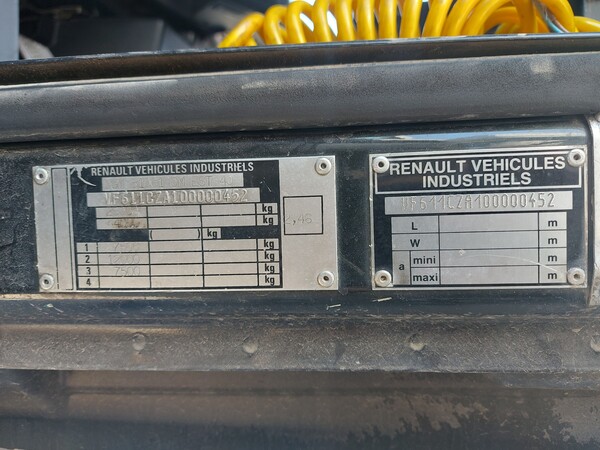 RENAULT VEHICULES INDUSTRIELS
VF611CZA100000452
kg
kg
( ) kg
1 kg
2 kg
3 7500 kg
4 kg
RENAULT VEHICULES
INDUSTRIELS
VF611CZA100000452
L m
W m
a mini m
maxi m